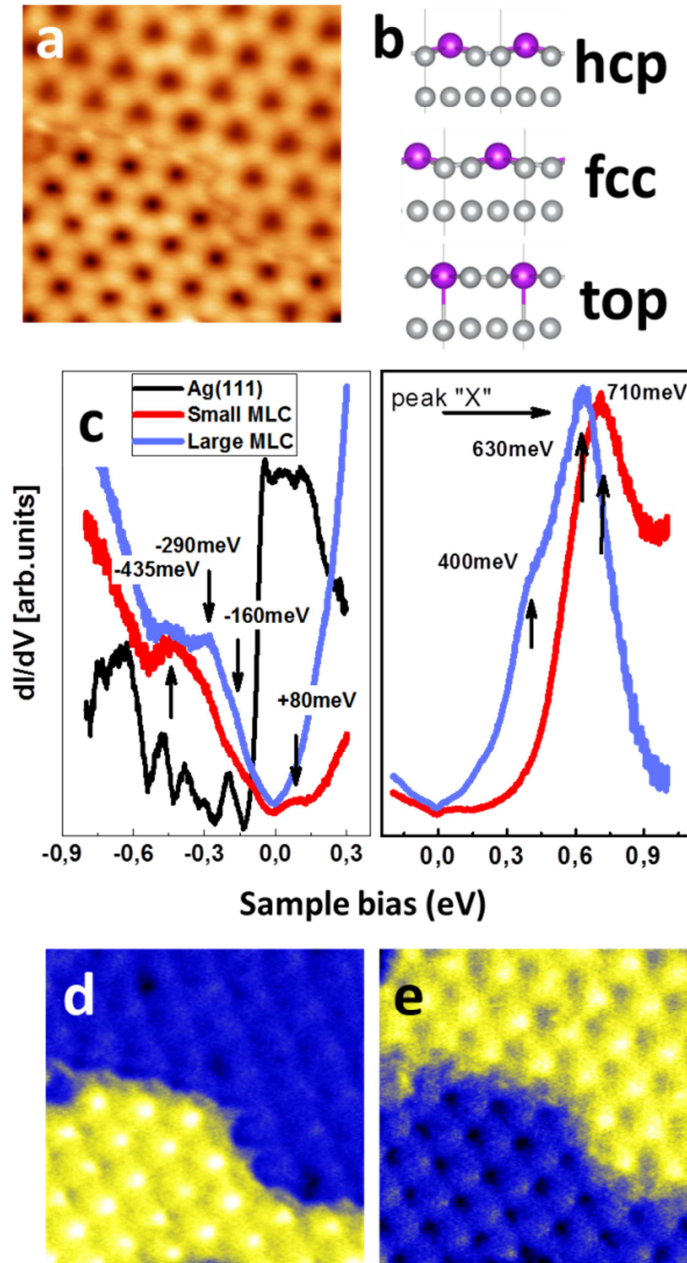 a
b
hcp
fcc
top
c
Ag(111)
Small MLC
Large MLC
-290meV
-435meV
-160meV
+80meV
peak "X"
710meV
630meV
400meV
dI/dV [arb.units]
-0,9 -0,6 -0,3 0,0 0,3
0,0 0,3 0,6 0,9
Sample bias (eV)
d
e